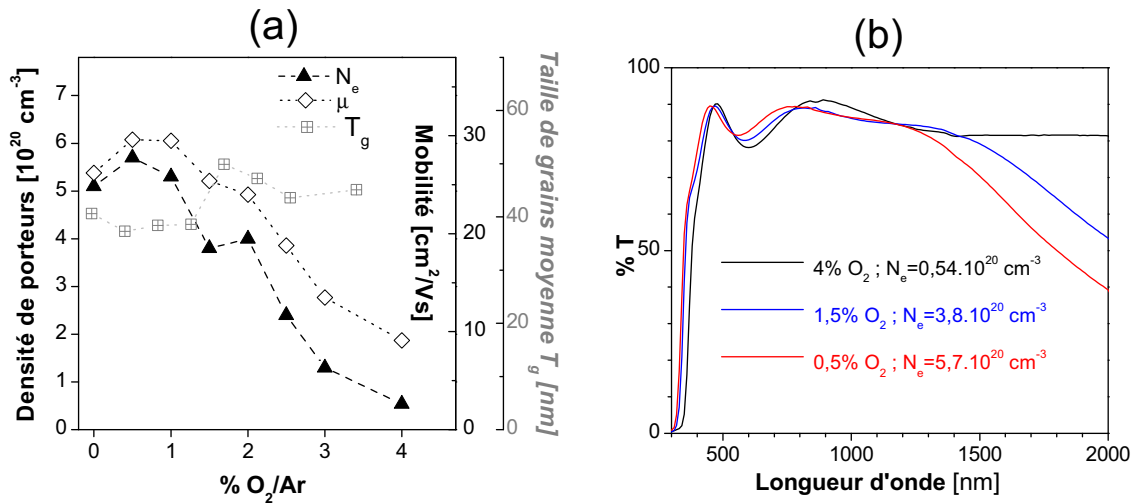 (a)
N_e
μ
T_g
Densité de porteurs [10^20 cm^-3]
0
1
2
3
4
5
6
7
0
1
2
3
4
% O_2/Ar
Mobilité [cm^2/Vs]
0
10
20
30
Taille de grains moyenne T_g [nm]
0
20
40
60
(b)
% T
0
50
100
4% O_2 ; N_e=0,54.10^20 cm^-3
1,5% O_2 ; N_e=3,8.10^20 cm^-3
0,5% O_2 ; N_e=5,7.10^20 cm^-3
500
1000
1500
2000
Longueur d'onde [nm]